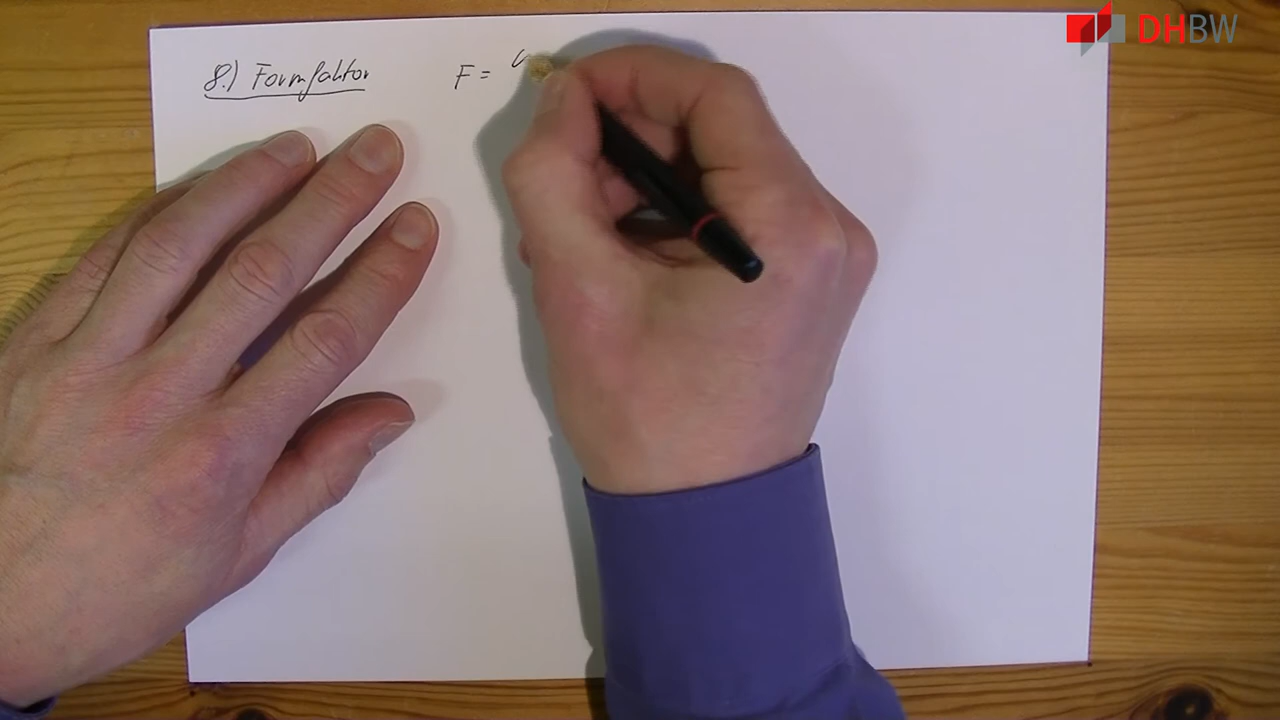 DHBW
8.) Formfaktor F =